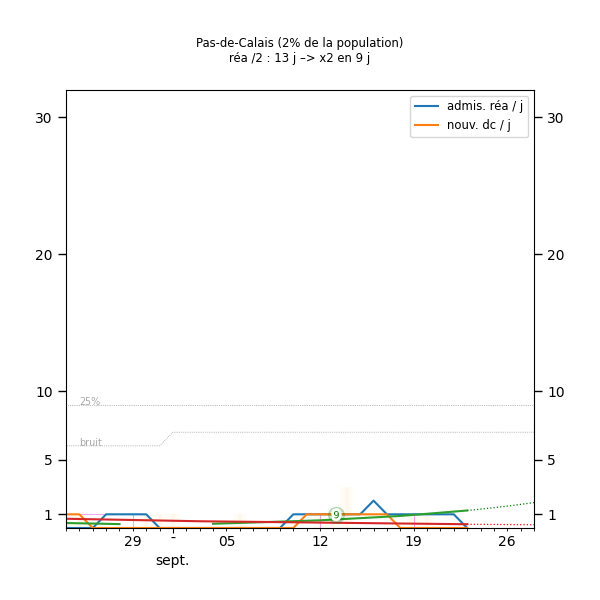 Pas-de-Calais (2% de la population)
réa /2 : 13 j –> x2 en 9 j
admis. réa / j
nouv. dc / j
30 30
20 20
10 10
25%
bruit
5 5
1 9 1
29 - 05 12 19 26
sept.